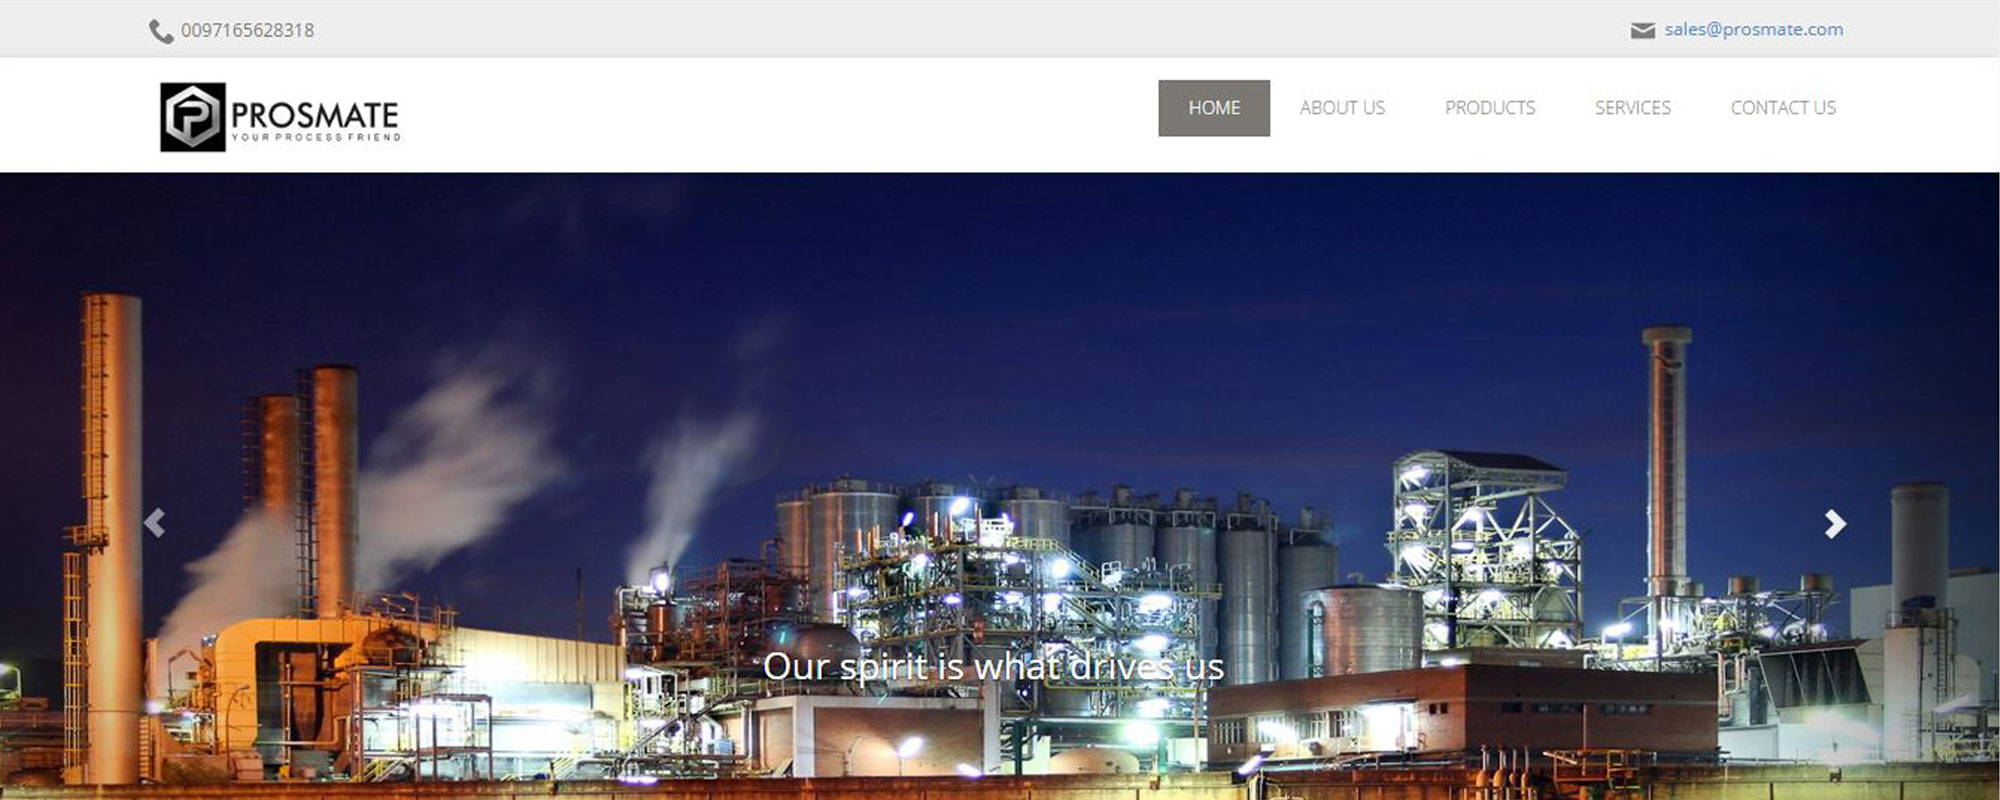 0097165628318
sales@prosmate.com
PROSMATE
YOUR PROCESS FRIEND
HOME
ABOUT US
PRODUCTS
SERVICES
CONTACT US
Our spirit is what drives us